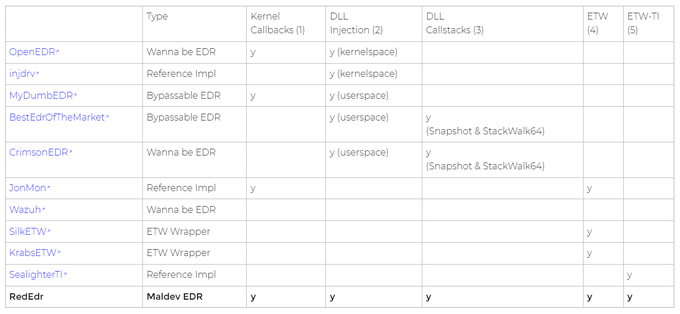 Type Kernel Callbacks (1) DLL Injection (2) DLL Callstacks (3) ETW (4) ETW-TI (5)
OpenEDR↗ Wanna be EDR y y (kernelspace)
injdrv↗ Reference Impl y (kernelspace)
MyDumbEDR↗ Bypassable EDR y y (userspace)
BestEdrOfTheMarket↗ Bypassable EDR y (userspace) y (Snapshot & StackWalk64)
CrimsonEDR↗ Wanna be EDR y (userspace) y (Snapshot & StackWalk64)
JonMon↗ Reference Impl y y
Wazuh↗ Wanna be EDR
SilkETW↗ ETW Wrapper y
KrabsETW↗ ETW Wrapper y
SealighterTI↗ Reference Impl y
RedEdr Maldev EDR y y y y y